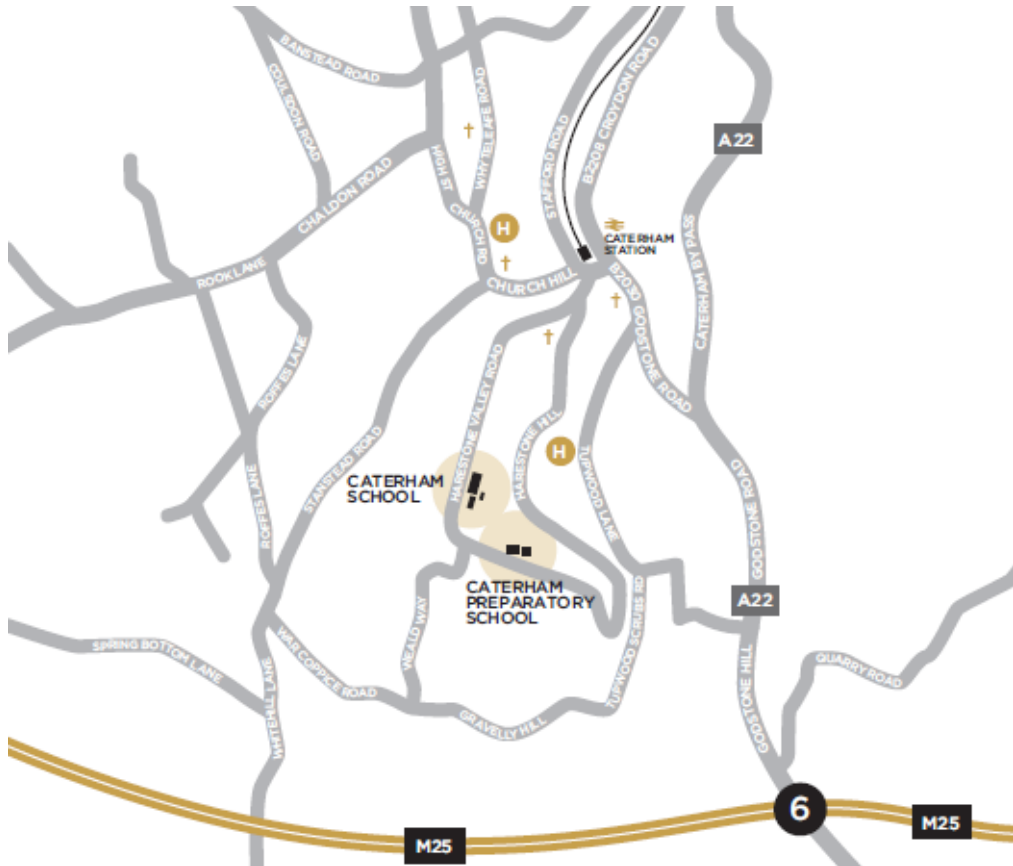 BANSTEAD ROAD
COULSDON ROAD
WHYTELEAFE ROAD
STAFFORD ROAD
B2208 CROYDON ROAD
A22
HIGH ST
CHALDON ROAD
CHURCH RD
H
CATERHAM
STATION
CATERHAM BY PASS
ROOK LANE
CHURCH HILL
B2030 GODSTONE ROAD
ROFFES LANE
HARESTONE VALLEY ROAD
HARESTONE HILL
STANSTEAD ROAD
H
TUPWOOD LANE
GODSTONE ROAD
CATERHAM
SCHOOL
ROFFES LANE
CATERHAM
PREPARATORY
SCHOOL
A22
WEALD WAY
TUPWOOD SCRUBS RD
SPRING BOTTOM LANE
WAR COPPICE ROAD
WHITEHILL LANE
GRAVELLY HILL
GODSTONE HILL
QUARRY ROAD
6
M25
M25